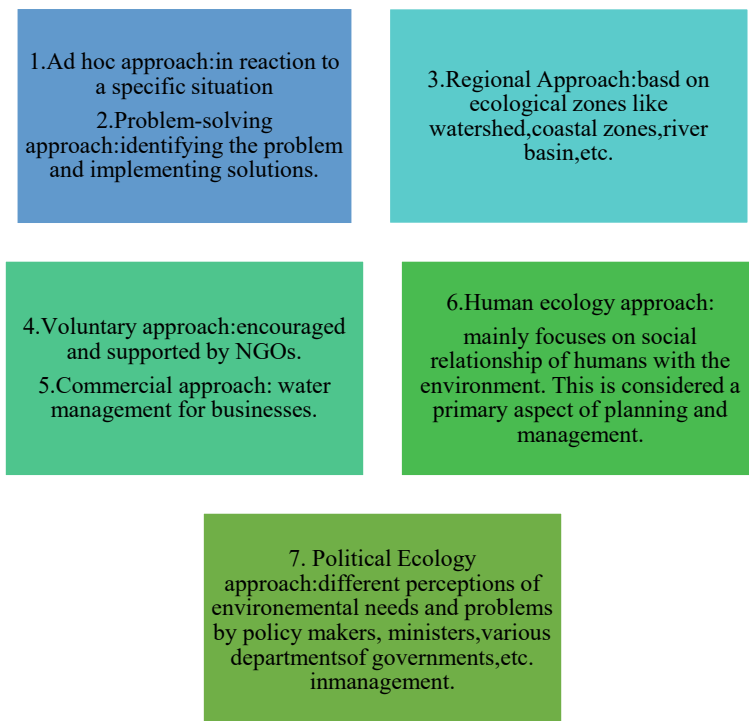 1.Ad hoc approach:in reaction to
a specific situation
2.Problem-solving
approach:identifying the problem
and implementing solutions.
3.Regional Approach:basd on
ecological zones like
watershed,coastal zones,river
basin,etc.
4.Voluntary approach:encouraged
and supported by NGOs.
5.Commercial approach: water
management for businesses.
6.Human ecology approach:
mainly focuses on social
relationship of humans with the
environment. This is considered a
primary aspect of planning and
management.
7. Political Ecology
approach:different perceptions of
environemental needs and problems
by policy makers, ministers,various
departmentsof governments,etc.
inmanagement.